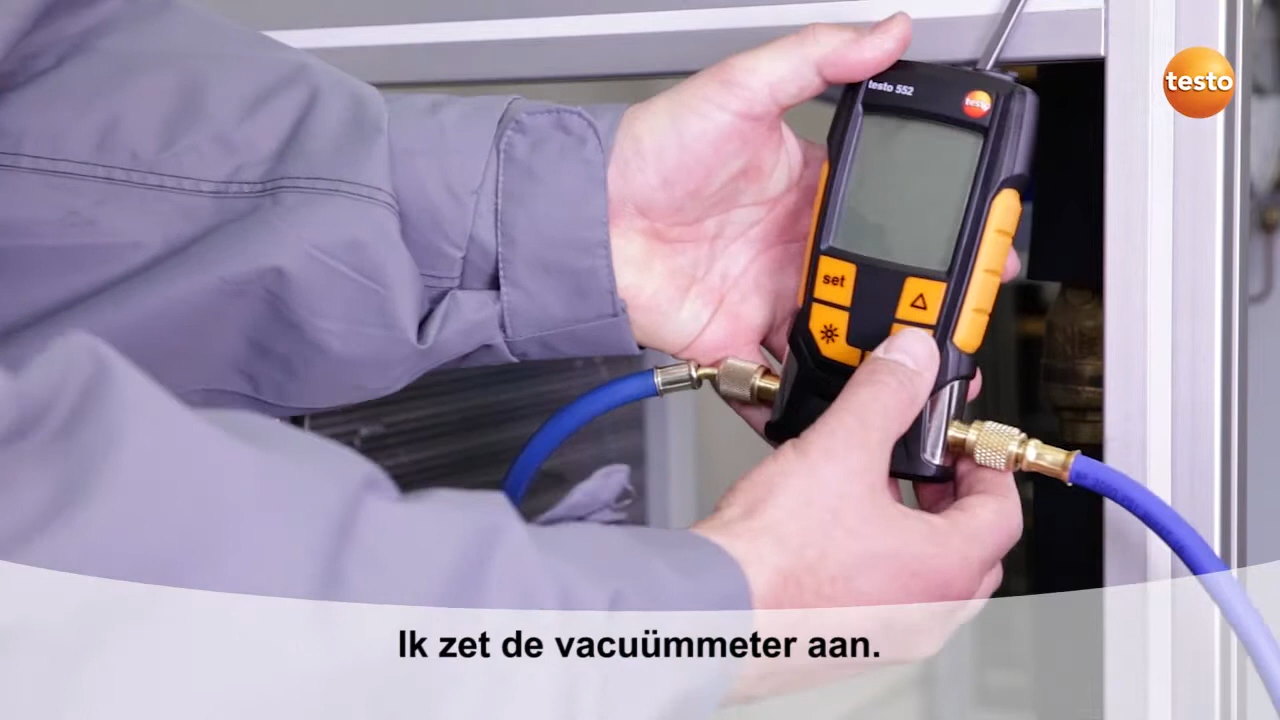 testo
testo 552
testo
set
Ik zet de vacuümmeter aan.